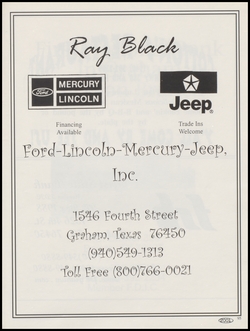 Ray Black
Ford
MERCURY
LINCOLN
Jeep
Financing
Available
Trade Ins
Welcome
Ford-Lincoln-Mercury-Jeep,
Inc.
1546 Fourth Street
Graham, Texas 76450
(940)549-1313
Toll Free (800)766-0021